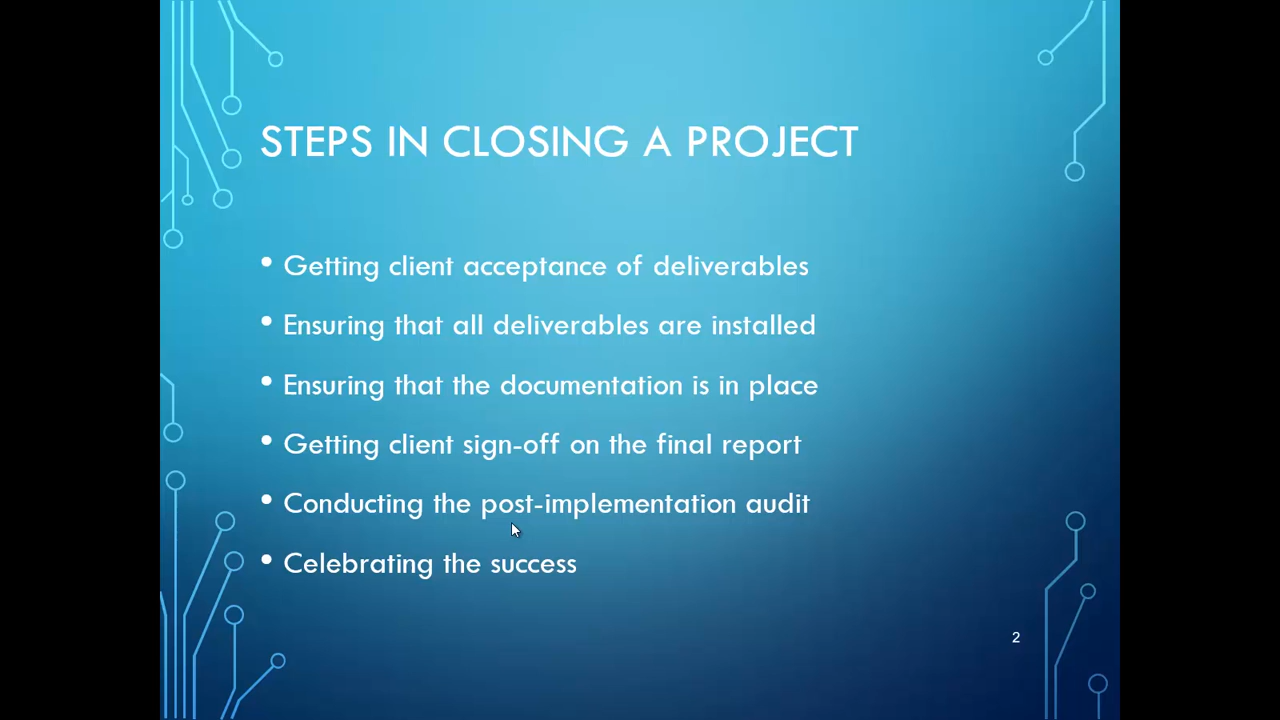 STEPS IN CLOSING A PROJECT
• Getting client acceptance of deliverables
• Ensuring that all deliverables are installed
• Ensuring that the documentation is in place
• Getting client sign-off on the final report
• Conducting the post-implementation audit
• Celebrating the success
2